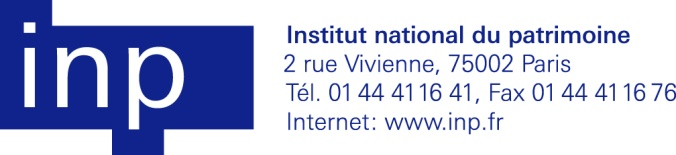 inp
Institut national du patrimoine
2 rue Vivienne, 75002 Paris
Tél. 01 44 41 16 41, Fax 01 44 41 16 76
Internet: www.inp.fr